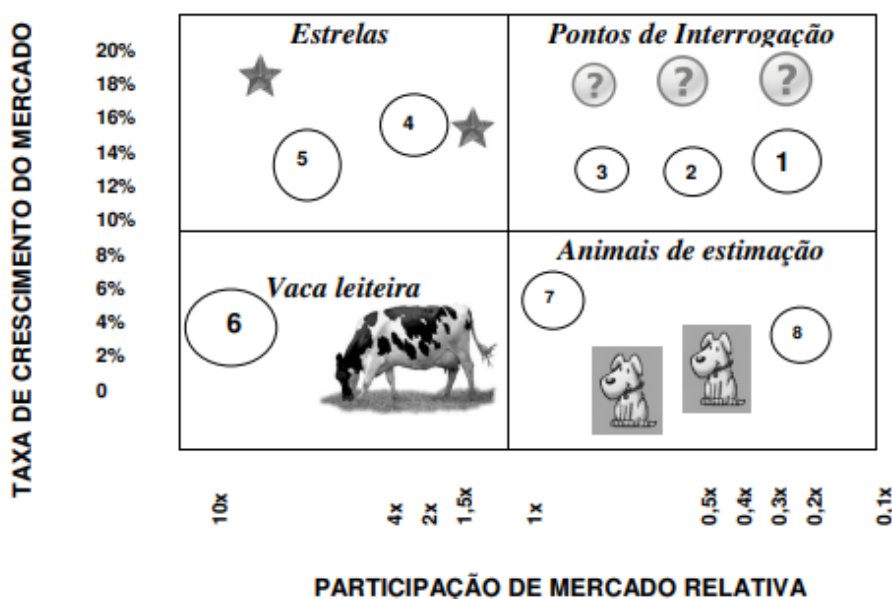 TAXA DE CRESCIMENTO DO MERCADO
20%
18%
16%
14%
12%
10%
8%
6%
4%
2%
0
Estrelas
4
5
Pontos de Interrogação
?
?
?
3
2
1
Vaca leiteira
6
Animais de estimação
7
8
10x
4x
2x
1,5x
1x
0,5x
0,4x
0,3x
0,2x
0.1x
PARTICIPAÇÃO DE MERCADO RELATIVA